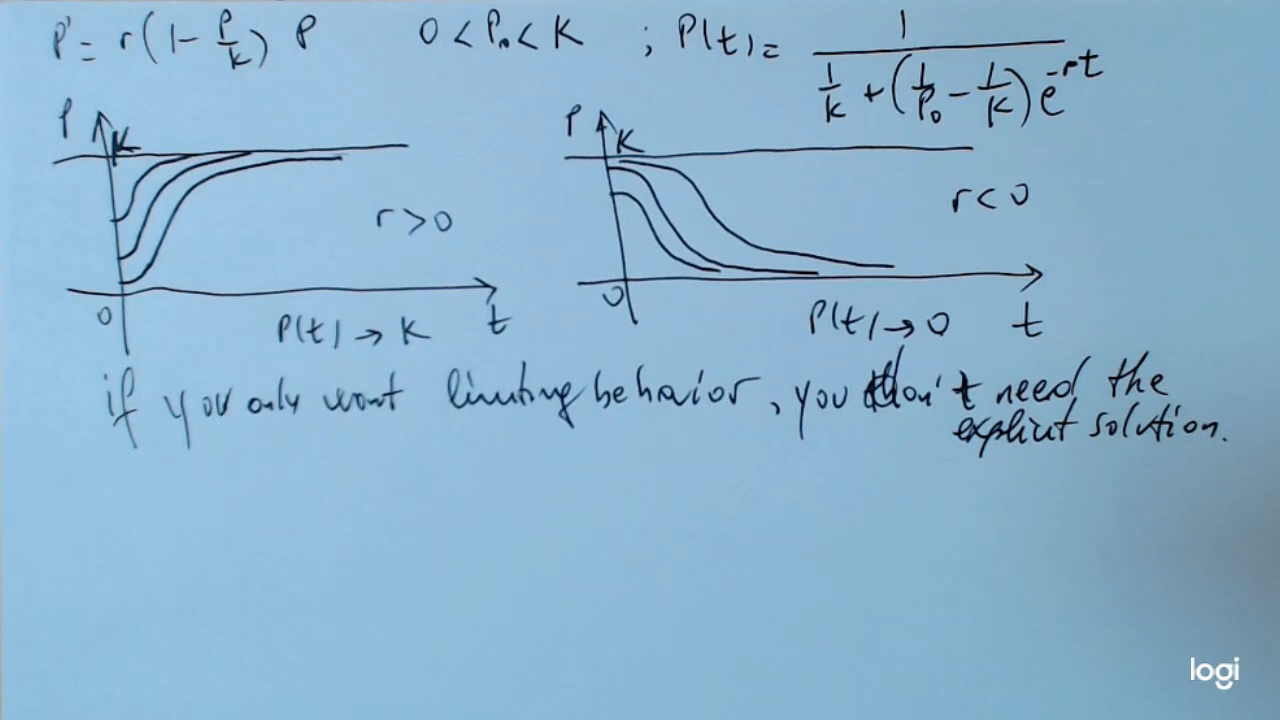 P' = r(1 - P/K) P   0 < P₀ < K   ; P(t) = 1 / (1/K + (1/P₀ - 1/K) e^{-rt})
P K P K
r > 0 r < 0
0 P(t) → K t 0 P(t) → 0 t
if you only want limiting behavior, you don't need the
explicit solution.
logi